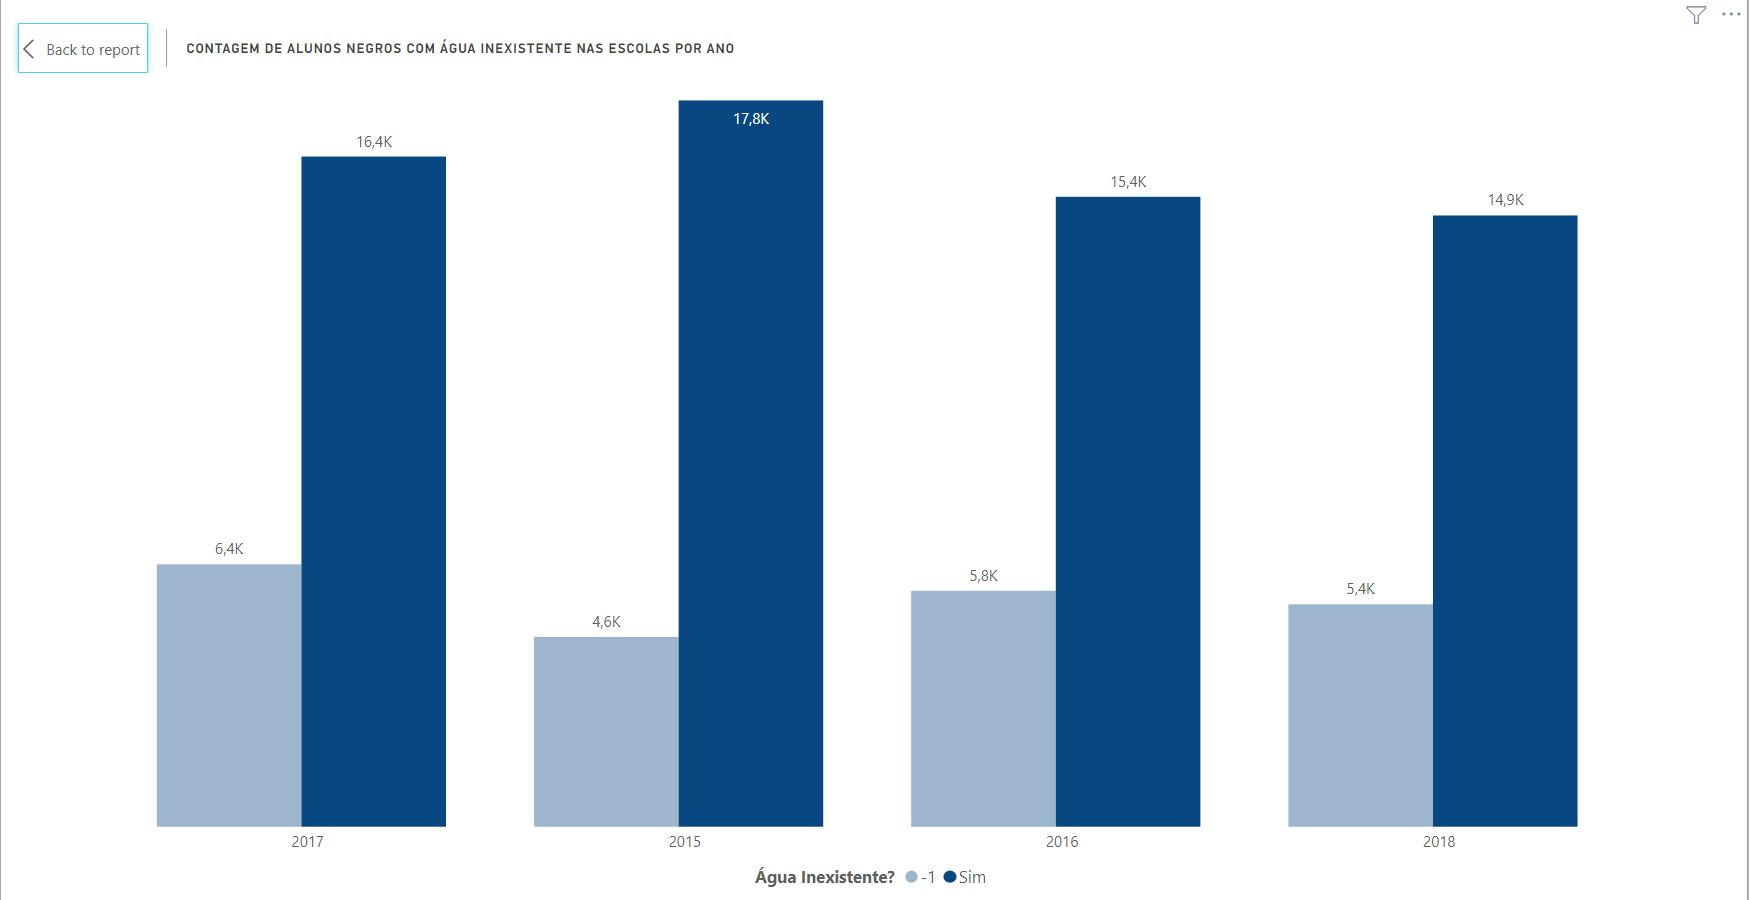 Back to report
CONTAGEM DE ALUNOS NEGROS COM ÁGUA INEXISTENTE NAS ESCOLAS POR ANO
16,4K
17,8K
15,4K
14,9K
6,4K
4,6K
5,8K
5,4K
2017
2015
2016
2018
Água Inexistente? -1 Sim